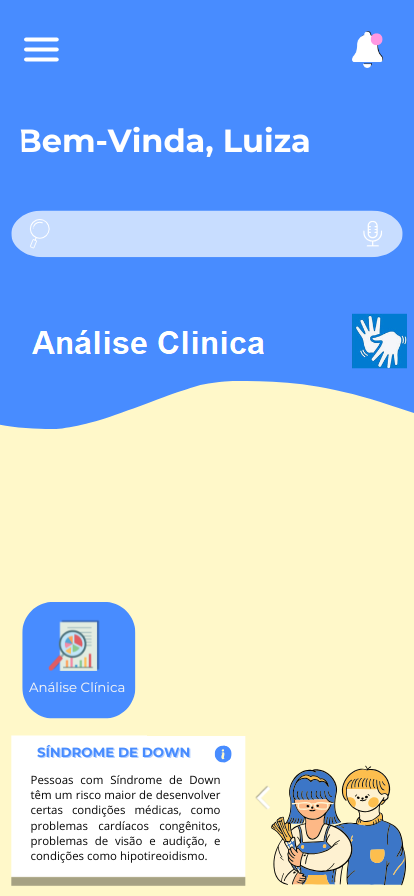 Bem-Vinda, Luiza
Análise Clinica
Análise Clínica
SÍNDROME DE DOWN
Pessoas com Síndrome de Down
têm um risco maior de desenvolver
certas condições médicas, como
problemas cardíacos congênitos,
problemas de visão e audição, e
condições como hipotireoidismo.